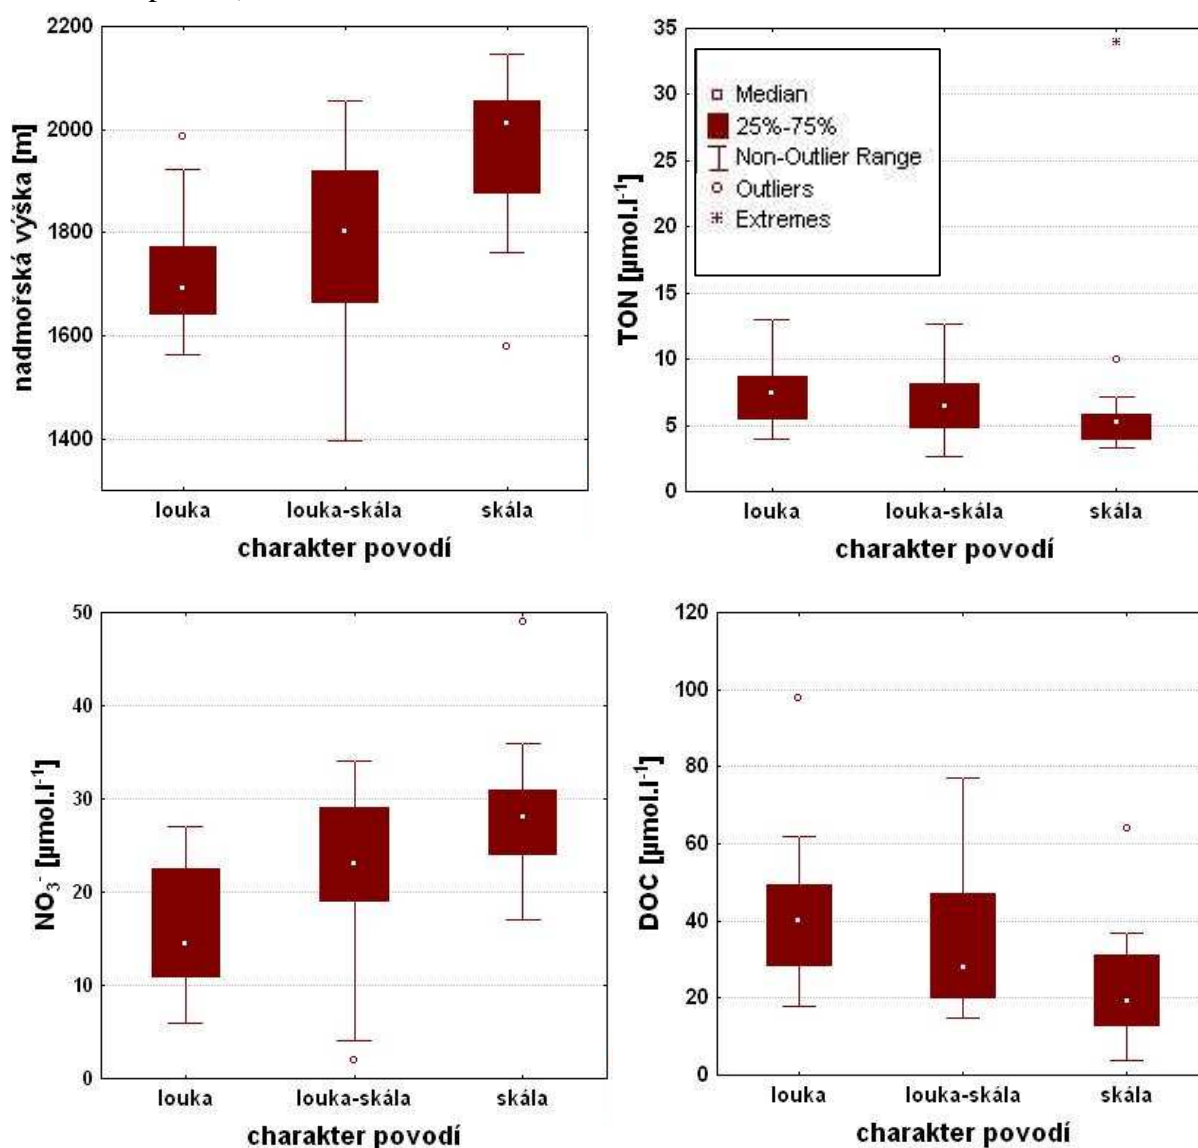 2200
2000
1800
1600
1400
nadmořská výška [m]
louka louka-skála skála
charakter povodí
35
30
25
20
15
10
5
0
TON [µmol.l⁻¹]
Median
25%-75%
Non-Outlier Range
Outliers
Extremes
louka louka-skála skála
charakter povodí
50
40
30
20
10
0
NO₃⁻ [µmol.l⁻¹]
louka louka-skála skála
charakter povodí
120
100
80
60
40
20
0
DOC [µmol.l⁻¹]
louka louka-skála skála
charakter povodí